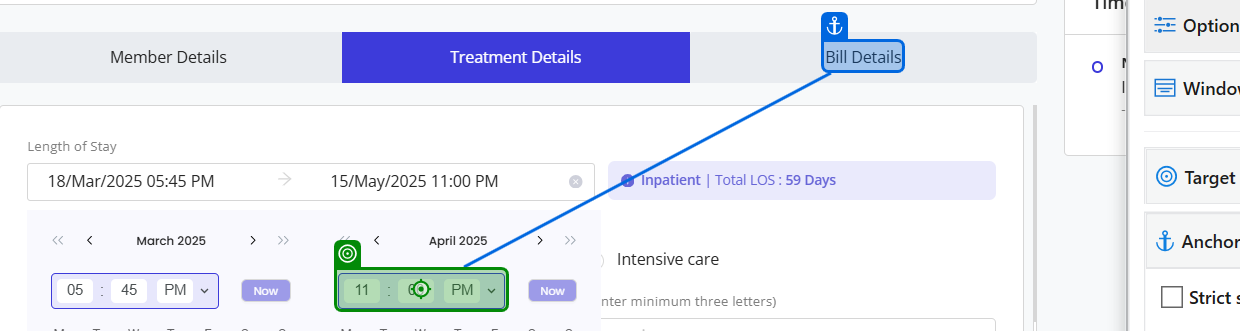 Member Details
Treatment Details
Bill Details
Length of Stay
18/Mar/2025 05:45 PM
15/May/2025 11:00 PM
Inpatient | Total LOS : 59 Days
March 2025
April 2025
05 : 45 PM
Now
11 : PM
Now
Intensive care
nter minimum three letters)
Option
Window
Target
Anchor
Strict s